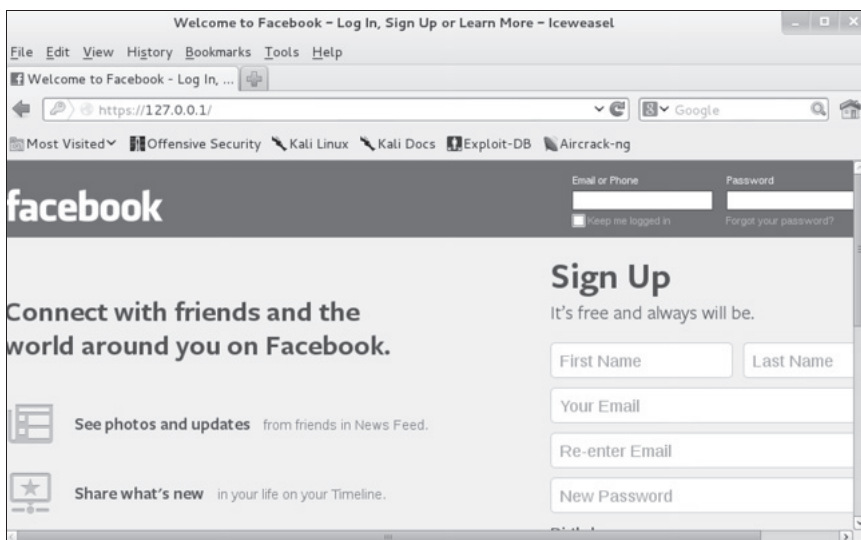 Welcome to Facebook – Log In, Sign Up or Learn More – Iceweasel
File Edit View History Bookmarks Tools Help
Welcome to Facebook - Log In, ...
https://127.0.0.1/
Google
Most Visited Offensive Security Kali Linux Kali Docs Exploit-DB Aircrack-ng
Email or Phone Password
facebook
Keep me logged in Forgot your password?
Sign Up
It's free and always will be.
Connect with friends and the
world around you on Facebook.
First Name Last Name
Your Email
See photos and updates from friends in News Feed.
Re-enter Email
Share what's new in your life on your Timeline.
New Password